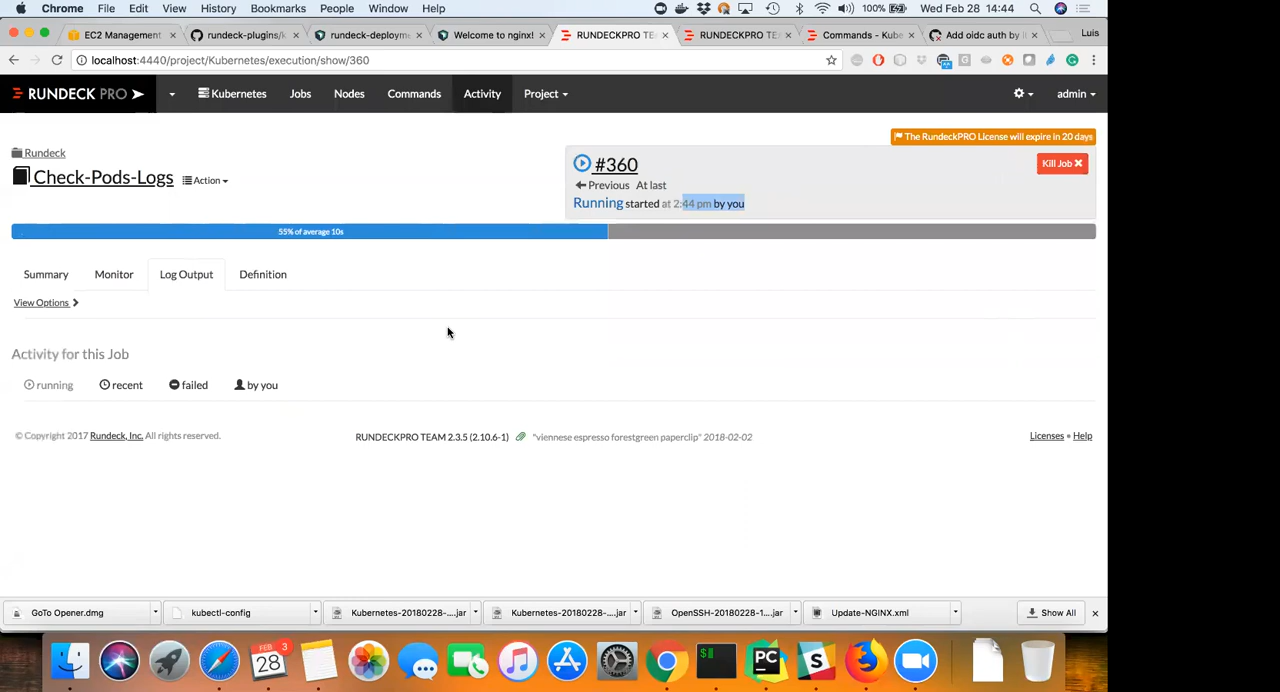 Chrome File Edit View History Bookmarks People Window Help 100% Wed Feb 28 14:44
EC2 Management rundeck-plugins/k rundeck-deployme Welcome to nginx! RUNDECKPRO TEA RUNDECKPRO TEA Commands - Kube Add oidc auth by li Luis
localhost:4440/project/Kubernetes/execution/show/360
RUNDECK PRO Kubernetes Jobs Nodes Commands Activity Project admin
The RundeckPRO License will expire in 20 days
Rundeck
Check-Pods-Logs Action
#360 Kill Job
Previous At last
Running started at 2:44 pm by you
55% of average 10s
Summary Monitor Log Output Definition
View Options
Activity for this Job
running recent failed by you
© Copyright 2017 Rundeck, Inc. All rights reserved. RUNDECKPRO TEAM 2.3.5 (2.10.6-1) "viennese espresso forestgreen paperclip" 2018-02-02 Licenses Help
GoTo Opener.dmg kubectl-config Kubernetes-20180228-....jar Kubernetes-20180228-....jar OpenSSH-20180228-1....jar Update-NGINX.xml Show All
FEB 3
28 $ PC S